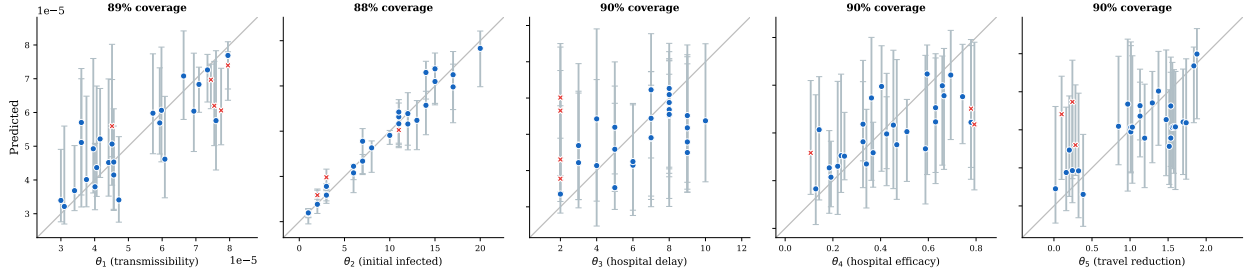 89% coverage
88% coverage
90% coverage
90% coverage
90% coverage
1e−5
8
7
6
5
4
3
Predicted
3 4 5 6 7 8
0 5 10 15 20
2 4 6 8 10 12
0.0 0.2 0.4 0.6 0.8
0.0 0.5 1.0 1.5 2.0
θ₁ (transmissibility)
1e−5
θ₂ (initial infected)
θ₃ (hospital delay)
θ₄ (hospital efficacy)
θ₅ (travel reduction)